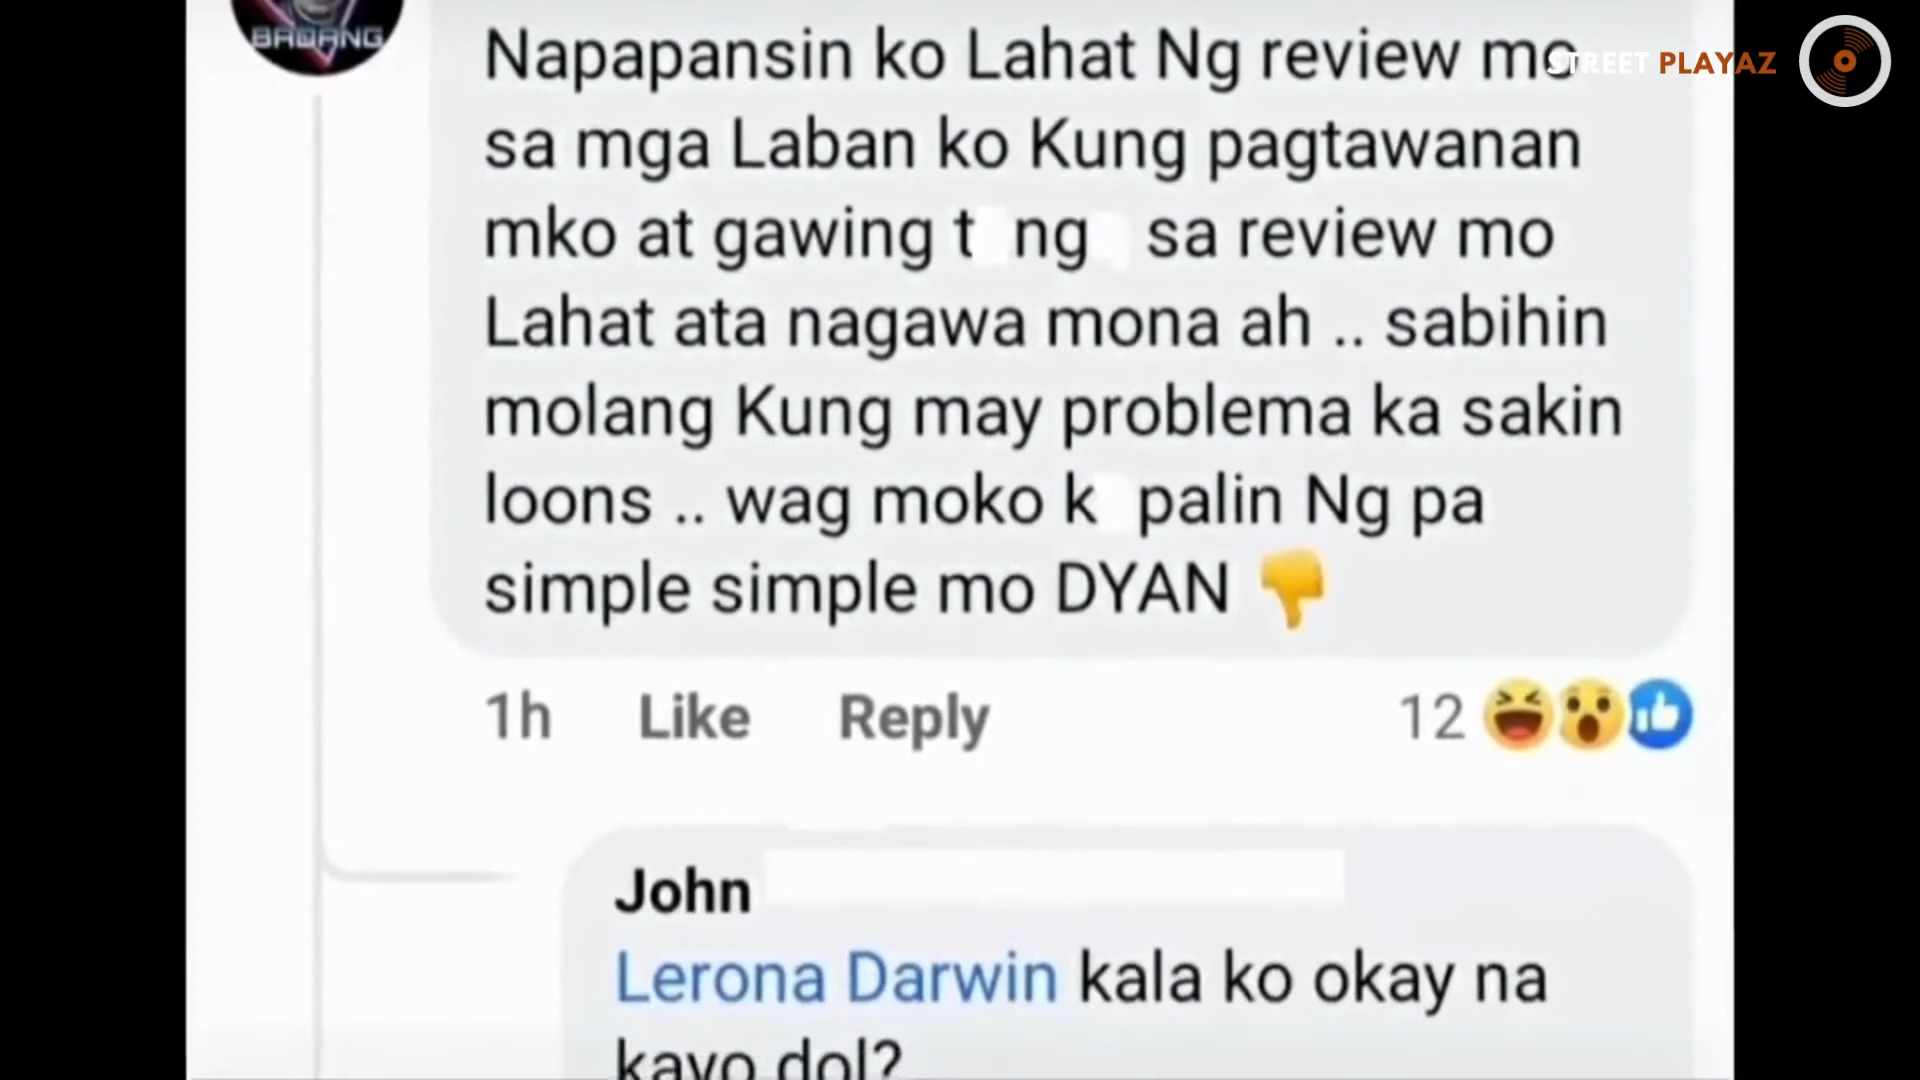 BADANG
STREET PLAYAZ
Napapansin ko Lahat Ng review mo
sa mga Laban ko Kung pagtawanan
mko at gawing t ng sa review mo
Lahat ata nagawa mona ah .. sabihin
molang Kung may problema ka sakin
loons .. wag moko k palin Ng pa
simple simple mo DYAN 👎
1h Like Reply 12
John
Lerona Darwin kala ko okay na
kayo dol?